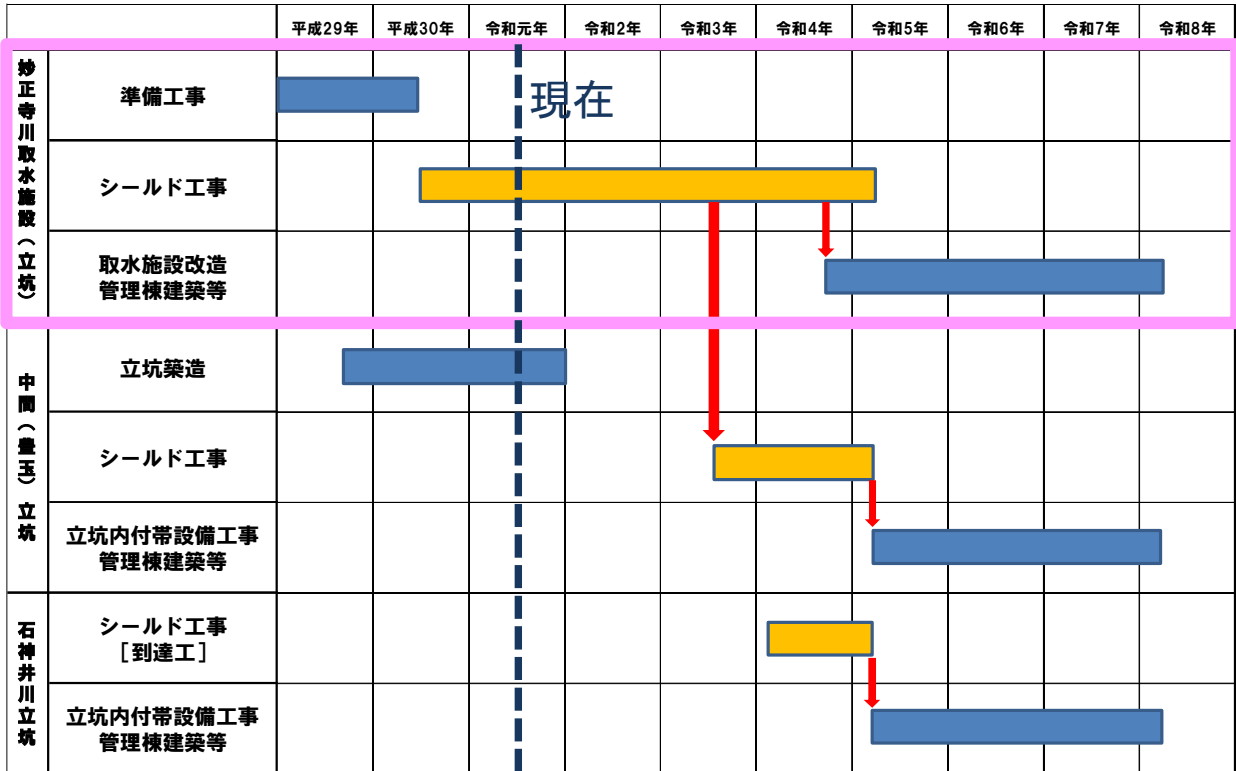 平成29年 平成30年 令和元年 令和2年 令和3年 令和4年 令和5年 令和6年 令和7年 令和8年
妙正寺川取水施設(立坑)
準備工事
現在
シールド工事
取水施設改造
管理棟建築等
中間(豊玉)立坑
立坑築造
シールド工事
立坑内付帯設備工事
管理棟建築等
石神井川立坑
シールド工事
[到達工]
立坑内付帯設備工事
管理棟建築等